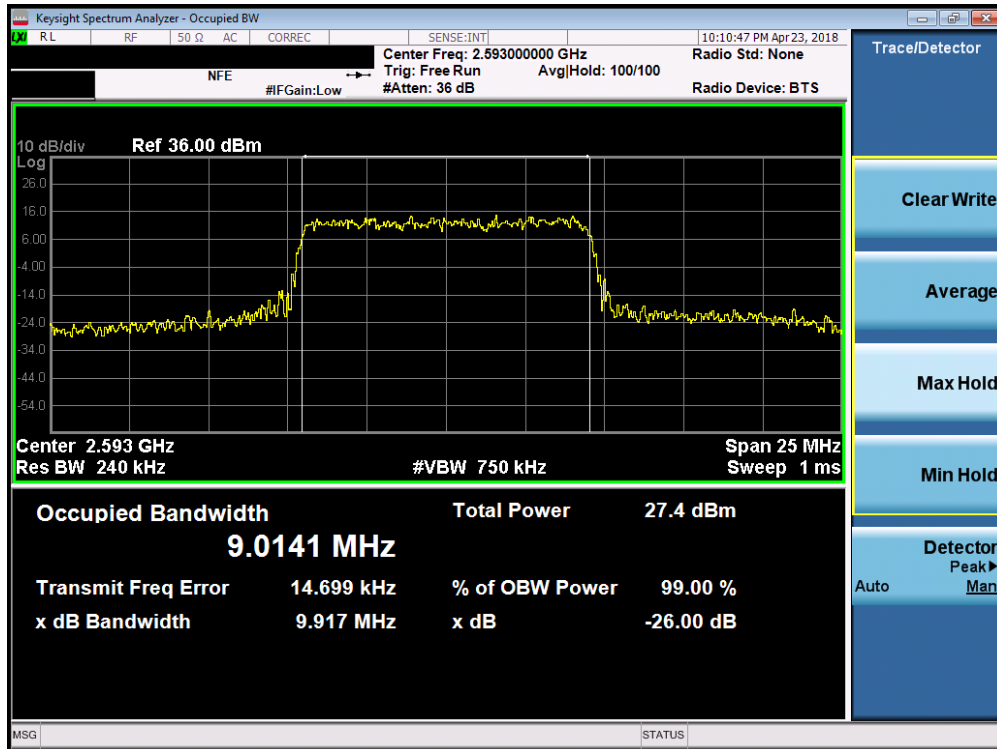 Keysight Spectrum Analyzer - Occupied BW
LXI RL RF 50 Ω AC CORREC SENSE:INT 10:10:47 PM Apr 23, 2018
Center Freq: 2.593000000 GHz Radio Std: None
NFE Trig: Free Run Avg|Hold: 100/100
#IFGain:Low #Atten: 36 dB Radio Device: BTS
Trace/Detector
10 dB/div Ref 36.00 dBm
Log
26.0
16.0
6.00
-4.00
-14.0
-24.0
-34.0
-44.0
-54.0
Center 2.593 GHz Span 25 MHz
Res BW 240 kHz #VBW 750 kHz Sweep 1 ms
Occupied Bandwidth Total Power 27.4 dBm
9.0141 MHz
Transmit Freq Error 14.699 kHz % of OBW Power 99.00 %
x dB Bandwidth 9.917 MHz x dB -26.00 dB
Clear Write
Average
Max Hold
Min Hold
Detector
Peak▶
Auto Man
MSG STATUS